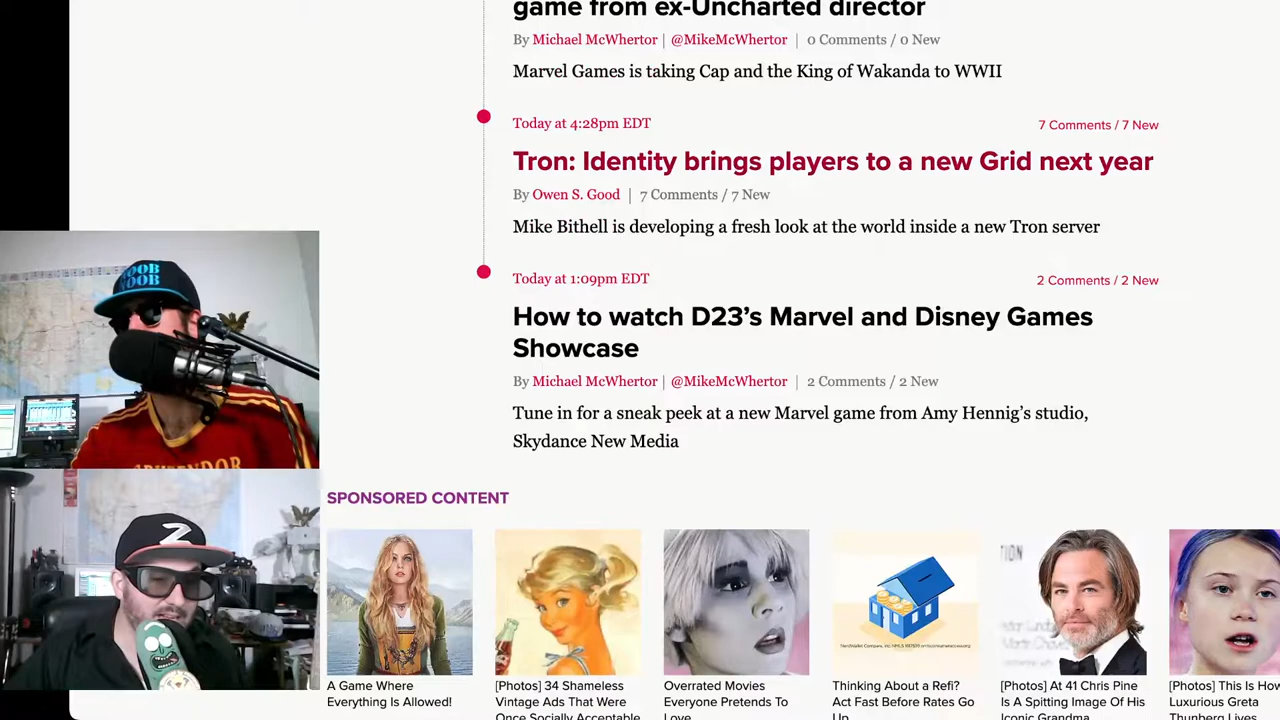 game from ex-Uncharted director
By Michael McWhertor | @MikeMcWhertor | 0 Comments / 0 New
Marvel Games is taking Cap and the King of Wakanda to WWII
Today at 4:28pm EDT
7 Comments / 7 New
Tron: Identity brings players to a new Grid next year
By Owen S. Good | 7 Comments / 7 New
Mike Bithell is developing a fresh look at the world inside a new Tron server
Today at 1:09pm EDT
2 Comments / 2 New
How to watch D23’s Marvel and Disney Games
Showcase
By Michael McWhertor | @MikeMcWhertor | 2 Comments / 2 New
Tune in for a sneak peek at a new Marvel game from Amy Hennig’s studio,
Skydance New Media
NOOB
NOOB
SPONSORED CONTENT
A Game Where
Everything Is Allowed!
[Photos] 34 Shameless
Vintage Ads That Were
Once Socially Acceptable
Overrated Movies
Everyone Pretends To
Love
Thinking About a Refi?
Act Fast Before Rates Go
Up
[Photos] At 41 Chris Pine
Is A Spitting Image Of His
Iconic Grandma
[Photos] This Is How
Luxurious Greta
Thunberg Lives